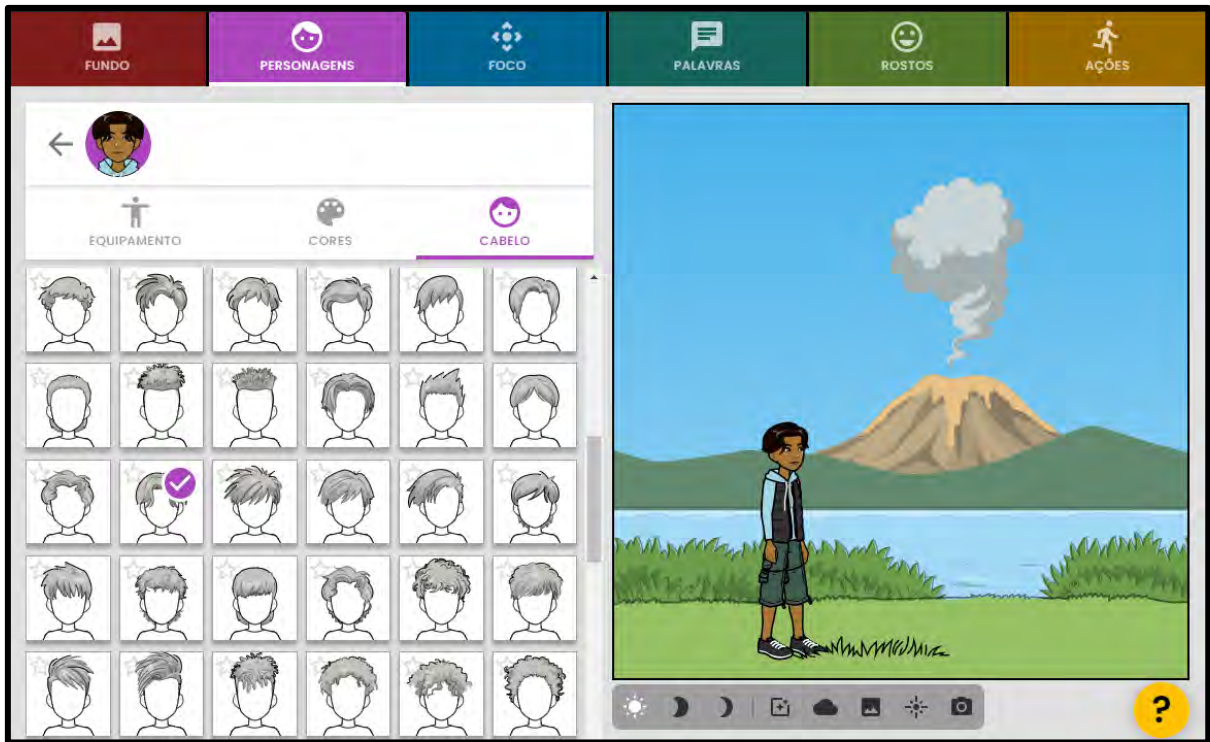 FUNDO
PERSONAGENS
FOCO
PALAVRAS
ROSTOS
AÇÕES
EQUIPAMENTO
CORES
CABELO
?